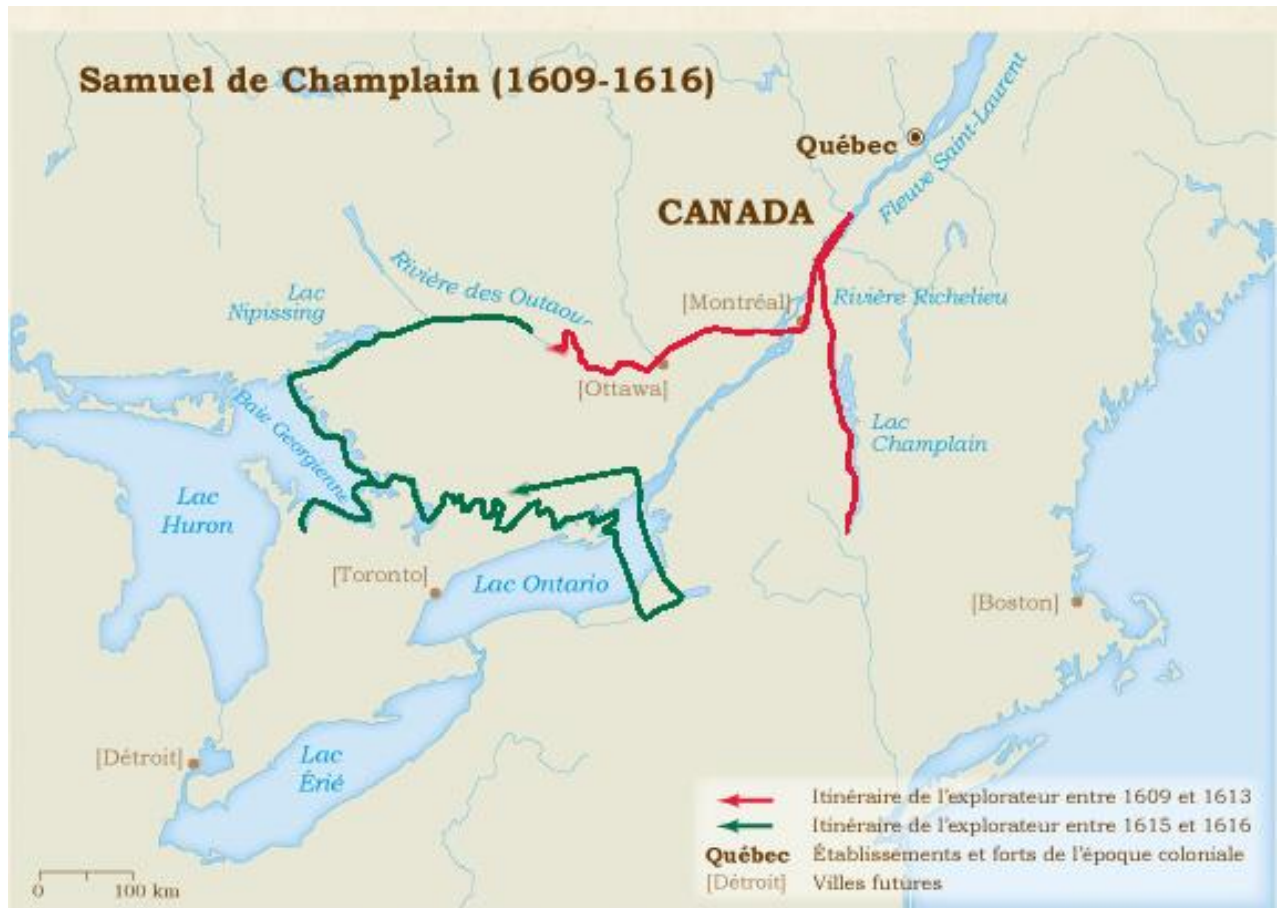 Samuel de Champlain (1609-1616)
Québec
Fleuve Saint-Laurent
CANADA
Rivière des Outaoua
Lac
Nipissing
[Montréal]
Rivière Richelieu
[Ottawa]
Baie Georgienne
Lac
Champlain
Lac
Huron
[Toronto]
Lac Ontario
[Boston]
[Détroit]
Lac
Érié
Itinéraire de l'explorateur entre 1609 et 1613
Itinéraire de l'explorateur entre 1615 et 1616
Québec Établissements et forts de l'époque coloniale
[Détroit] Villes futures
0 100 km